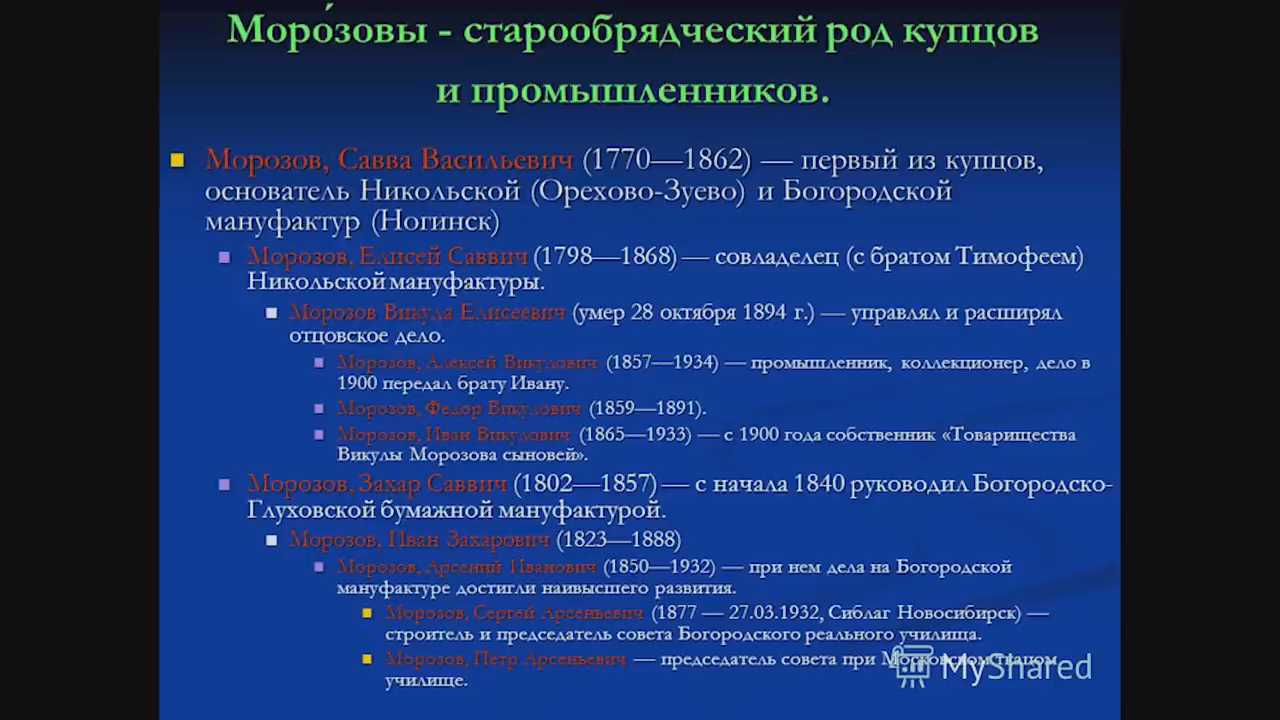 Моро́зовы - старообрядческий род купцов
и промышленников.
Морозов, Савва Васильевич (1770—1862) — первый из купцов,
основатель Никольской (Орехово-Зуево) и Богородской
мануфактур (Ногинск)
Морозов, Елисей Саввич (1798—1868) — совладелец (с братом Тимофеем)
Никольской мануфактуры.
Морозов Викула Елисеевич (умер 28 октября 1894 г.) — управлял и расширял
отцовское дело.
Морозов, Алексей Викулович (1857—1934) — промышленник, коллекционер, дело в
1900 передал брату Ивану.
Морозов, Федор Викулович (1859—1891).
Морозов, Иван Викулович (1865—1933) — с 1900 года собственник «Товарищества
Викулы Морозова сыновей».
Морозов, Захар Саввич (1802—1857) — с начала 1840 руководил Богородско-
Глуховской бумажной мануфактурой.
Морозов, Иван Захарович (1823—1888)
Морозов, Арсений Иванович (1850—1932) — при нем дела на Богородской
мануфактуре достигли наивысшего развития.
Морозов, Сергей Арсеньевич (1877 — 27.03.1932, Сиблаг Новосибирск) —
строитель и председатель совета Богородского реального училища.
Морозов, Петр Арсеньевич — председатель совета при Московском
училище.
MyShared